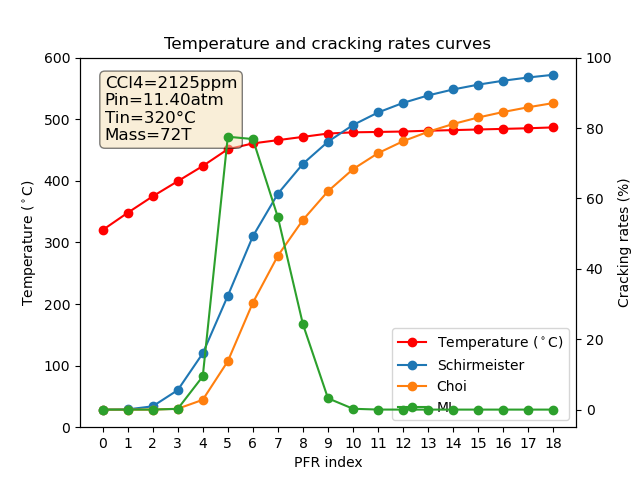 Temperature and cracking rates curves
CCl4=2125ppm
Pin=11.40atm
Tin=320°C
Mass=72T
600
500
400
300
200
100
0
Temperature (°C)
100
80
60
40
20
0
Cracking rates (%)
Temperature (°C)
Schirmeister
Choi
ML
0 1 2 3 4 5 6 7 8 9 10 11 12 13 14 15 16 17 18
PFR index